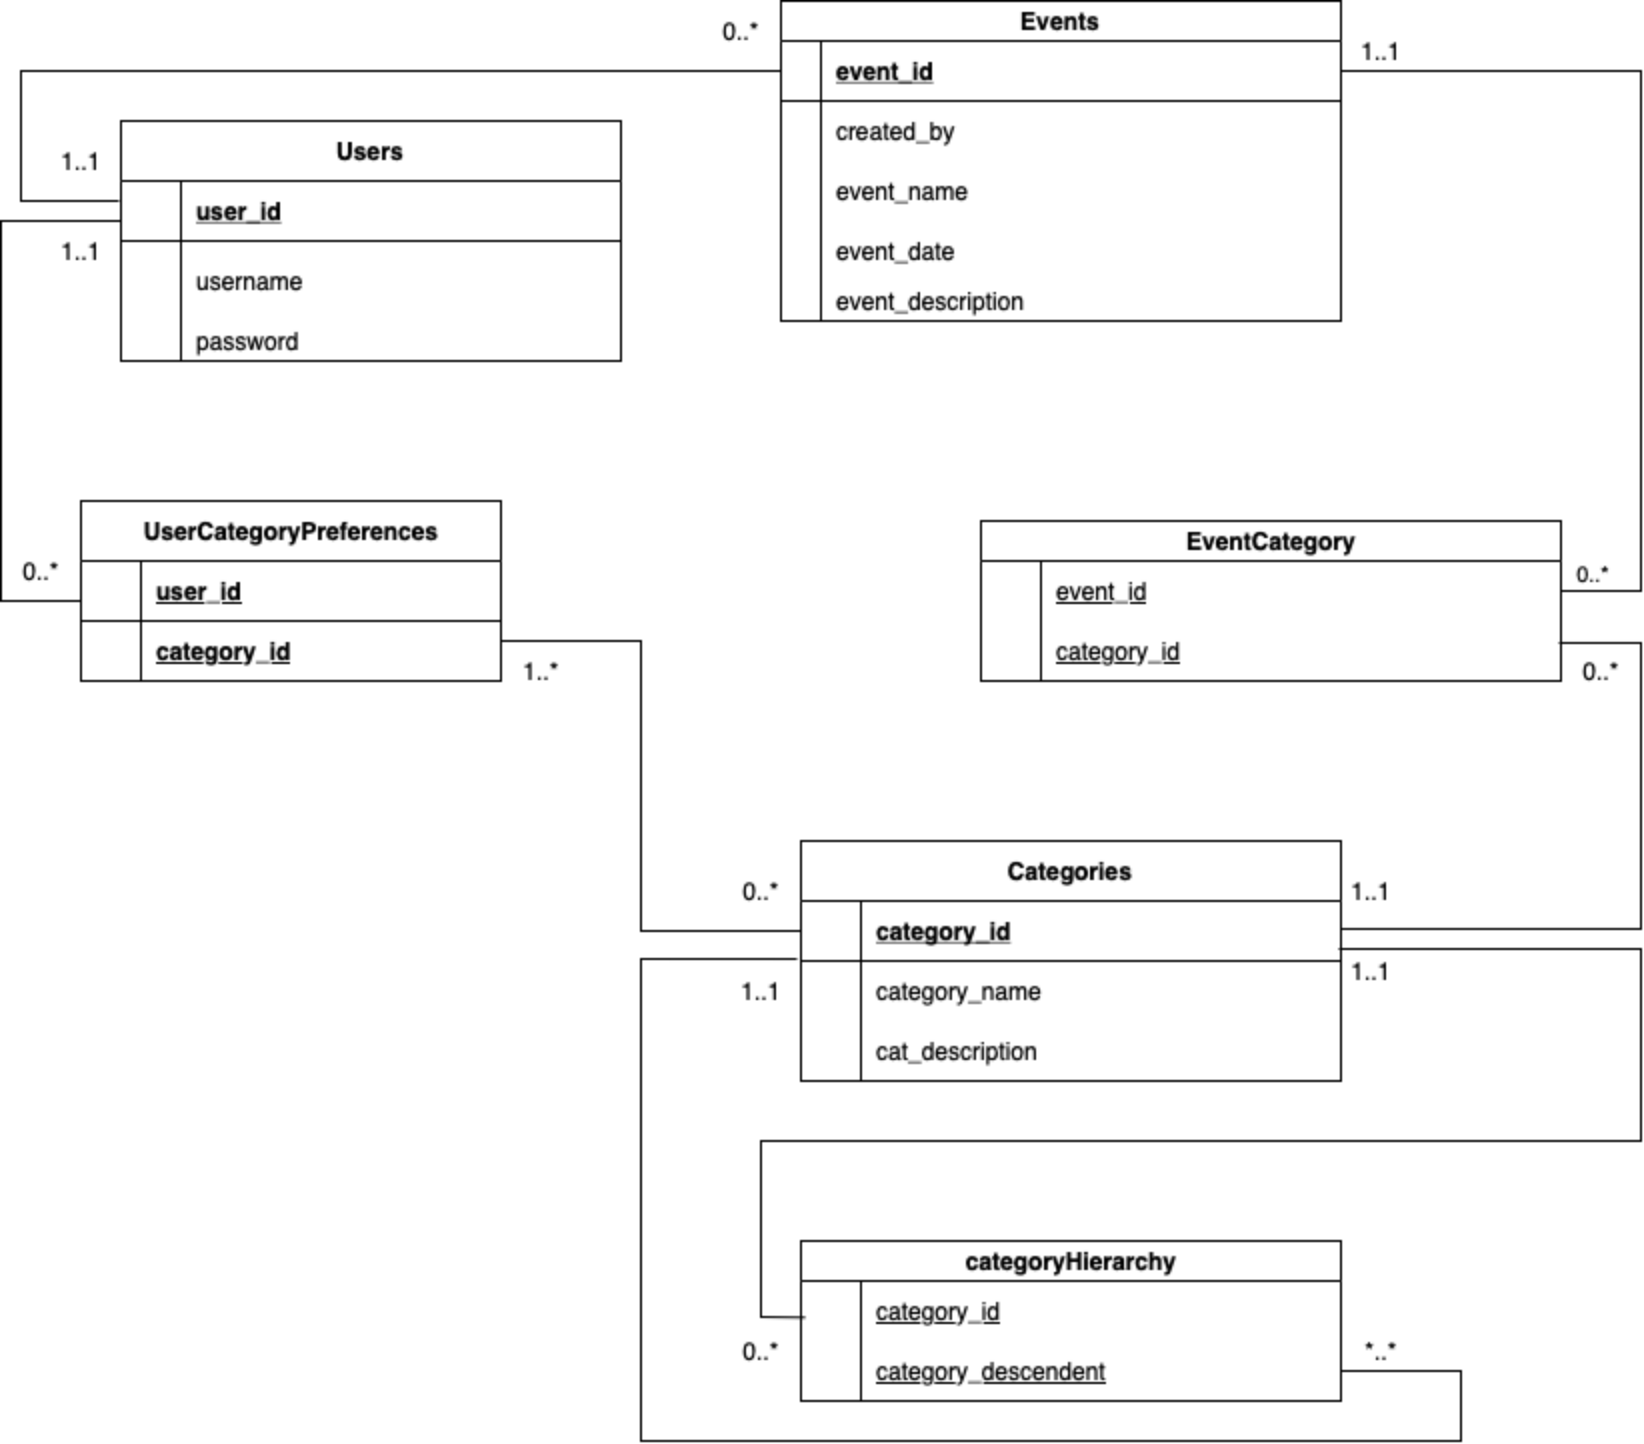 0..*
Events
1..1
event_id
created_by
event_name
event_date
event_description
1..1
Users
user_id
1..1
username
password
UserCategoryPreferences
0..*
user_id
category_id
1..*
EventCategory
event_id
0..*
category_id
0..*
Categories
0..*
1..1
category_id
1..1
1..1
category_name
cat_description
categoryHierarchy
category_id
0..*
*..*
category_descendent